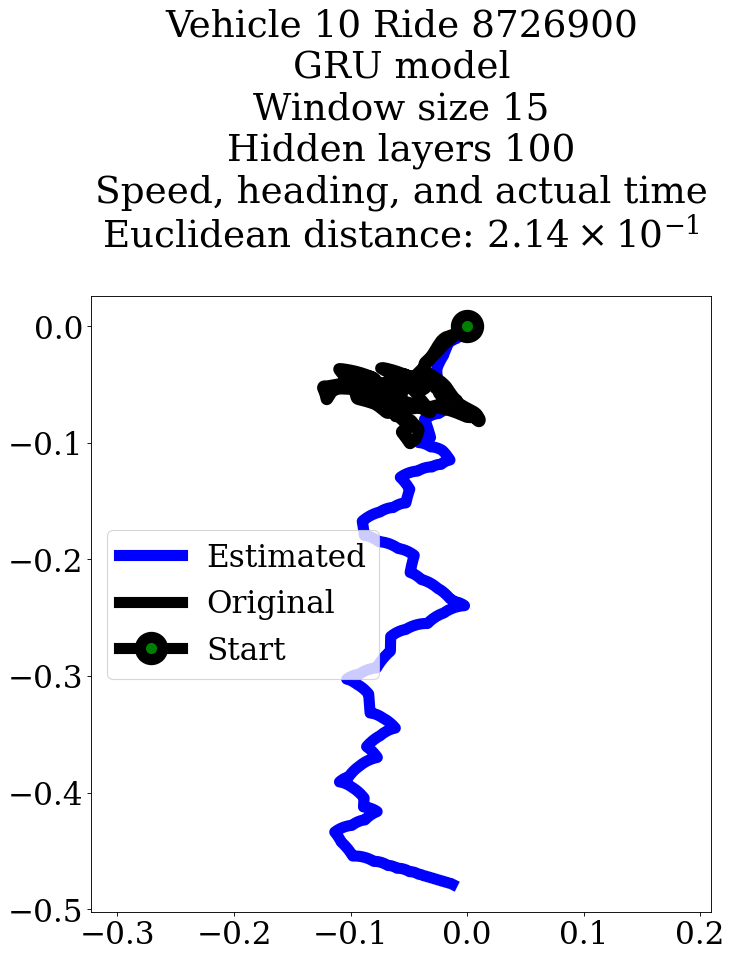 Vehicle 10 Ride 8726900
GRU model
Window size 15
Hidden layers 100
Speed, heading, and actual time
Euclidean distance: 2.14 × 10⁻¹
0.0
−0.1
−0.2
−0.3
−0.4
−0.5
Estimated
Original
Start
−0.3 −0.2 −0.1 0.0 0.1 0.2